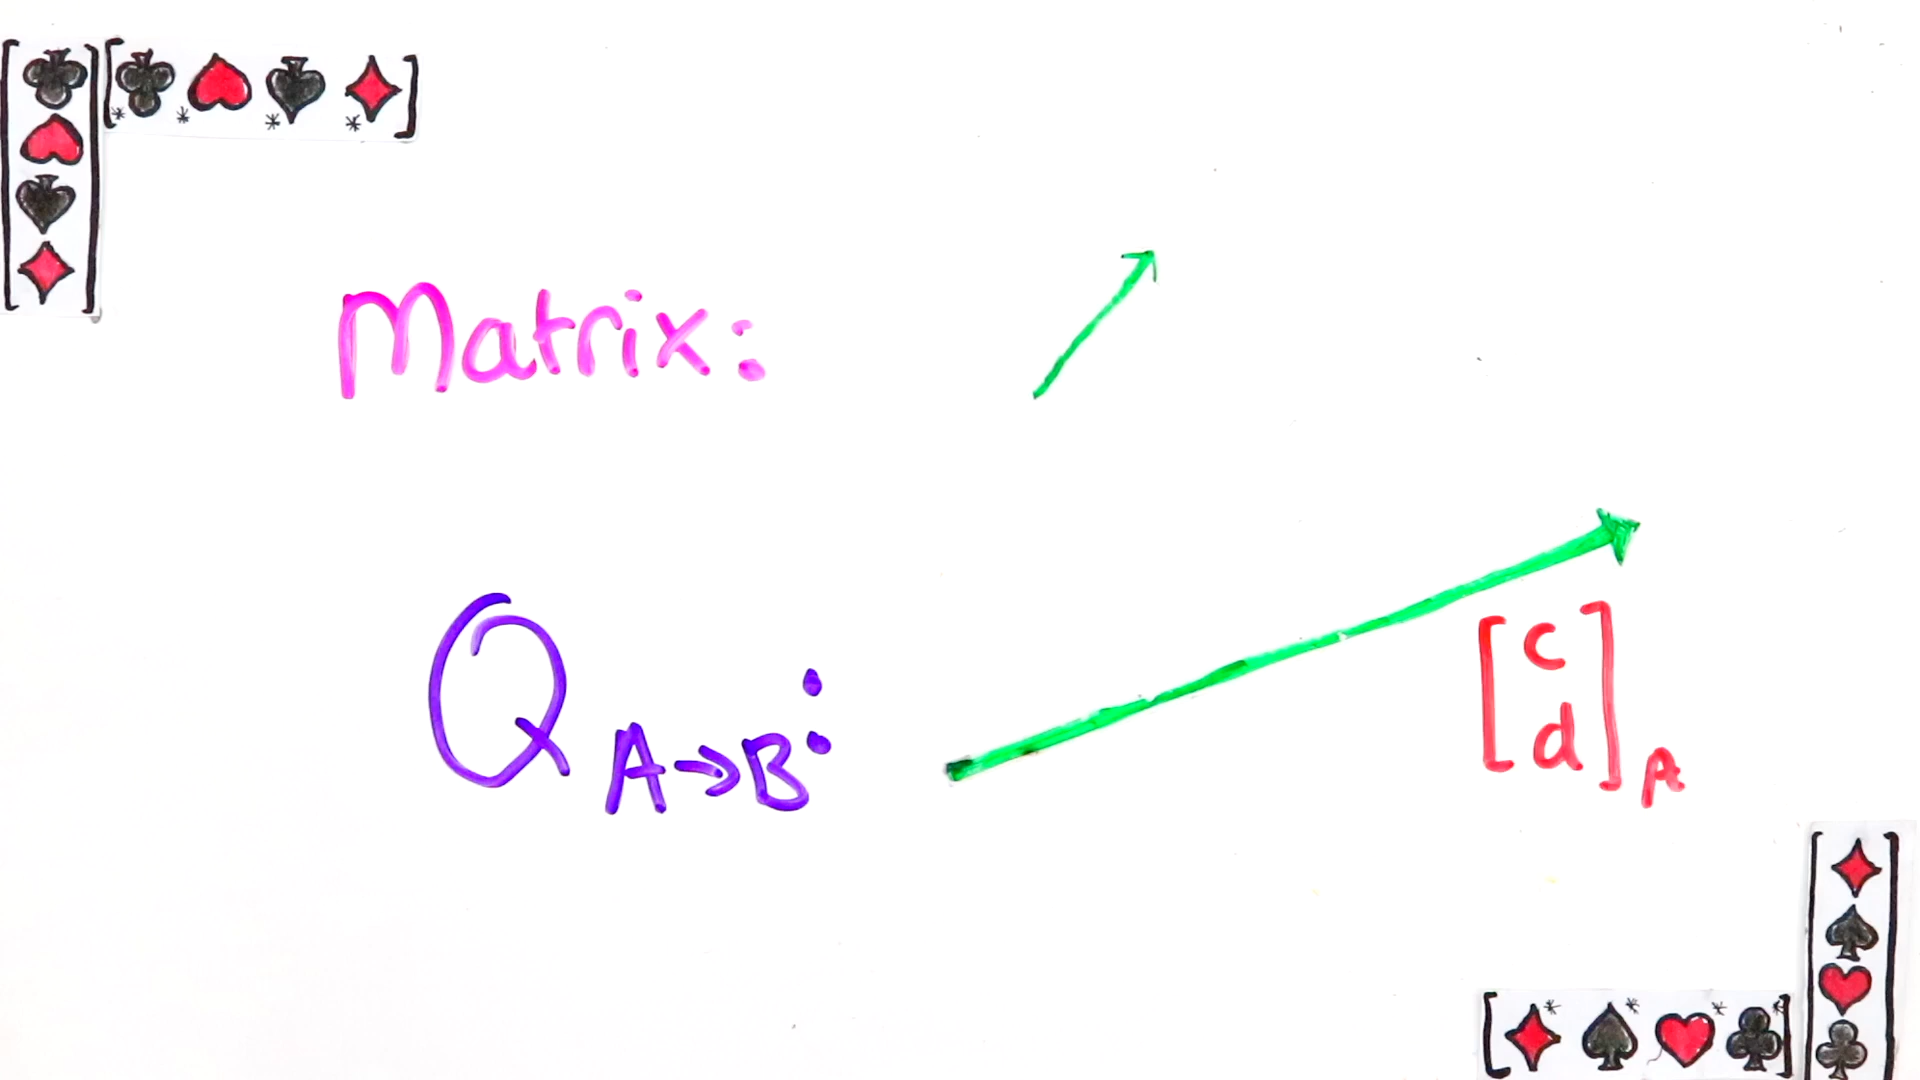 Matrix:
Q A→B:
[c
d] A